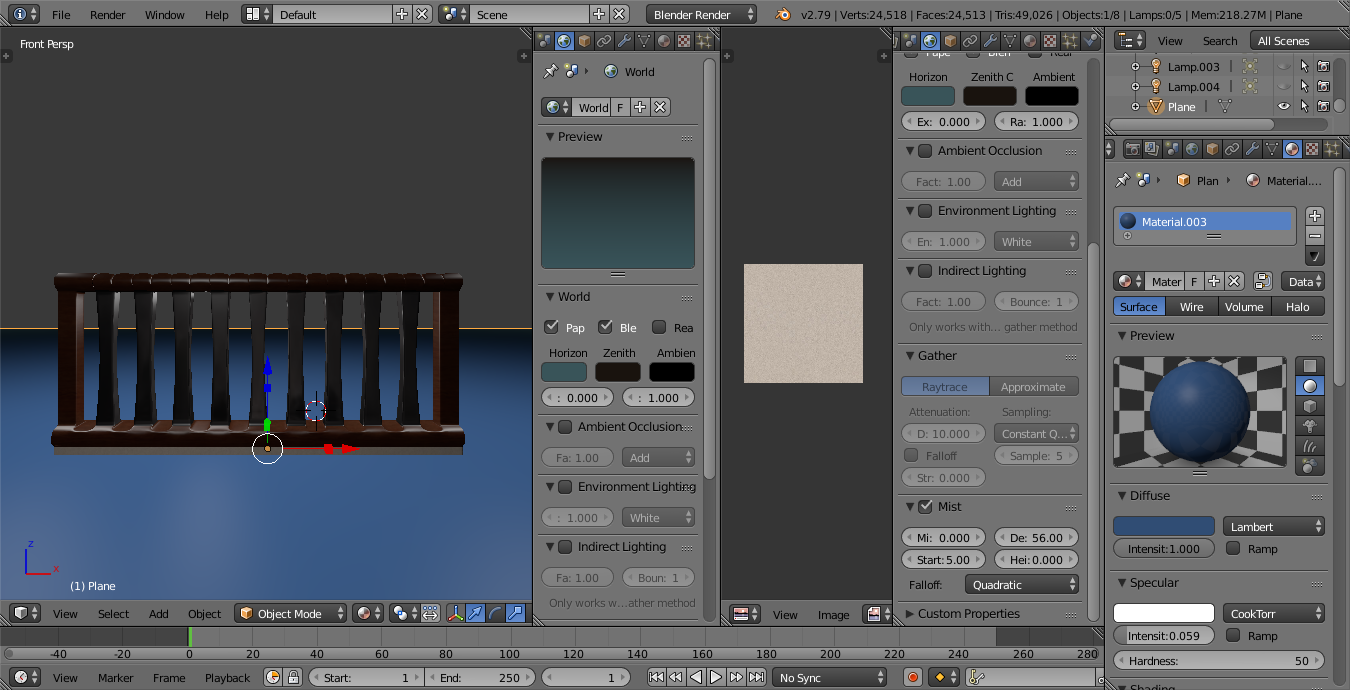 File Render Window Help Default Scene Blender Render v2.79 | Verts:24,518 | Faces:24,513 | Tris:49,026 | Objects:1/8 | Lamps:0/5 | Mem:218.27M | Plane
Front Persp
(1) Plane
z
x
View Select Add Object Object Mode
World
World F
Preview
World
Pap Ble Rea
Horizon Zenith Ambien
: 0.000 : 1.000
Ambient Occlusion
Fa: 1.00 Add
Environment Lighting
: 1.000 White
Indirect Lighting
Fa: 1.00 Boun: 1
Only works w...ather method
View Image
Horizon Zenith C Ambient
Ex: 0.000 Ra: 1.000
Ambient Occlusion
Fact: 1.00 Add
Environment Lighting
En: 1.000 White
Indirect Lighting
Fact: 1.00 Bounce: 1
Only works with... gather method
Gather
Raytrace Approximate
Attenuation: Sampling:
D: 10.000 Constant Q...
Falloff Sample: 5
Str: 0.000
Mist
Mi: 0.000 De: 56.00
Start: 5.00 Hei: 0.000
Falloff: Quadratic
Custom Properties
View Search All Scenes
Lamp.003
Lamp.004
Plane
Plan Material....
Material.003
Mater F Data
Surface Wire Volume Halo
Preview
Diffuse
Lambert
Intensit:1.000 Ramp
Specular
CookTorr
Intensit:0.059 Ramp
Hardness: 50
-40 -20 0 20 40 60 80 100 120 140 160 180 200 220 240 260 280
View Marker Frame Playback Start: 1 End: 250 1 No Sync